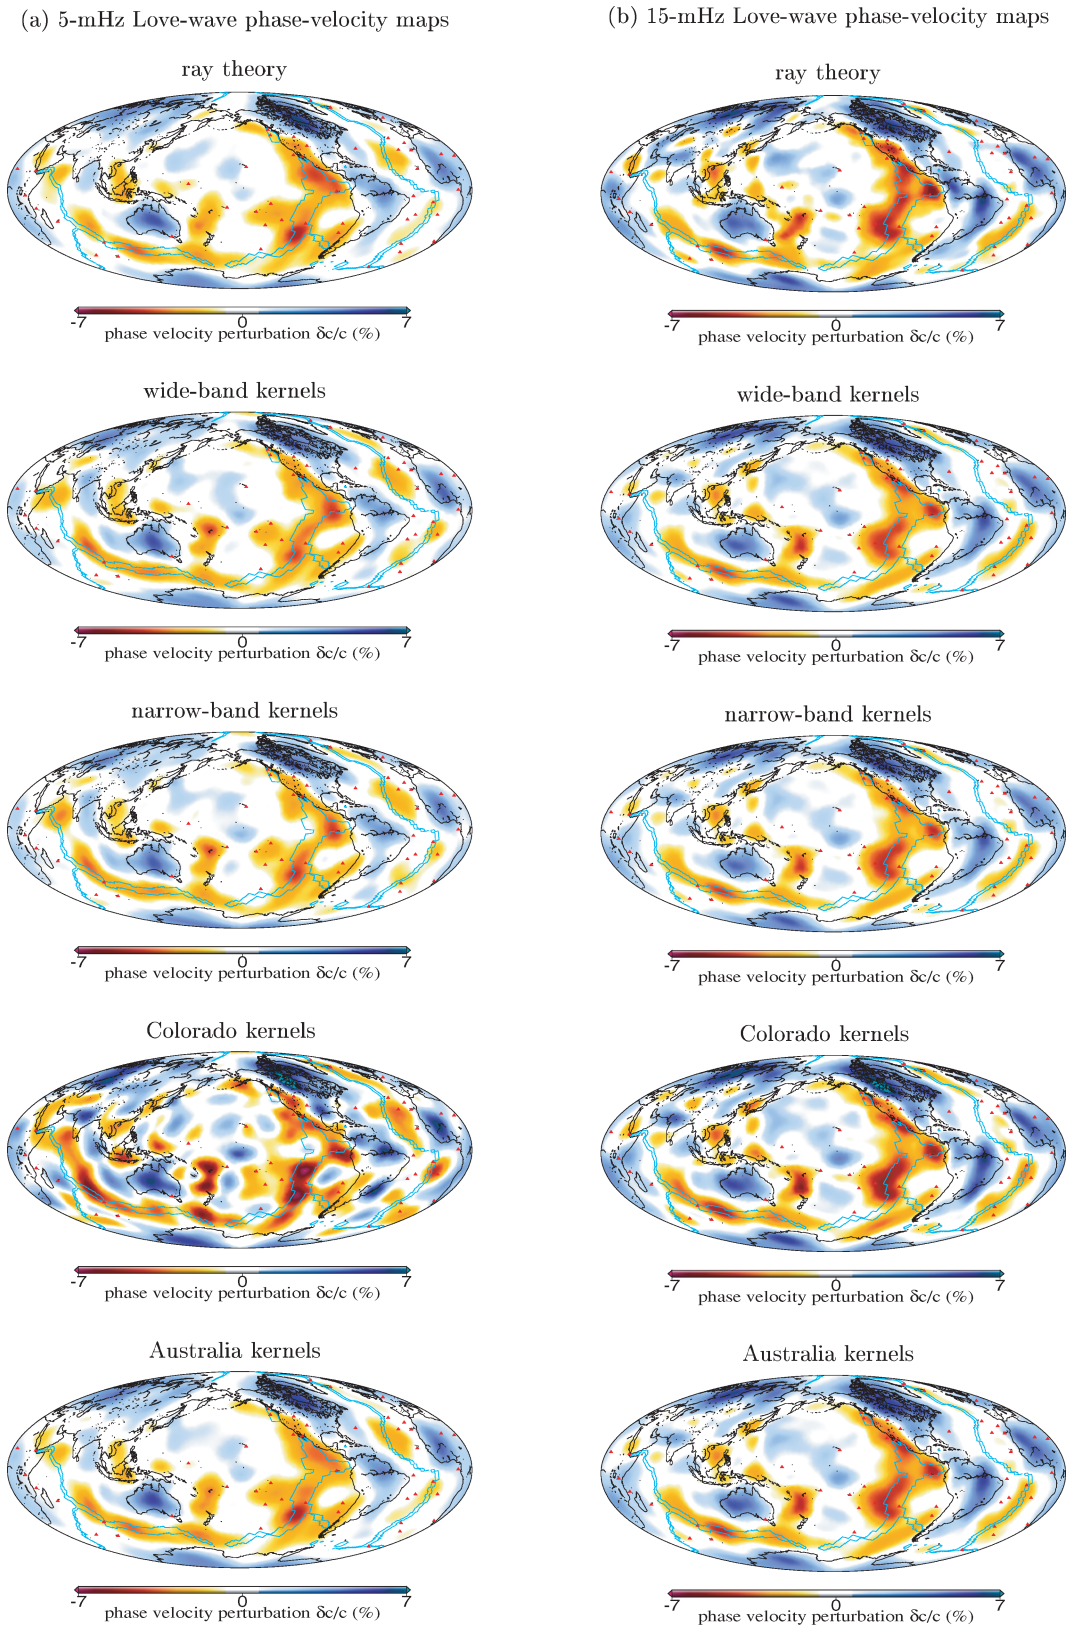 (a) 5-mHz Love-wave phase-velocity maps
ray theory
-7 0 7
phase velocity perturbation δc/c (%)
wide-band kernels
-7 0 7
phase velocity perturbation δc/c (%)
narrow-band kernels
-7 0 7
phase velocity perturbation δc/c (%)
Colorado kernels
-7 0 7
phase velocity perturbation δc/c (%)
Australia kernels
-7 0 7
phase velocity perturbation δc/c (%)
(b) 15-mHz Love-wave phase-velocity maps
ray theory
-7 0 7
phase velocity perturbation δc/c (%)
wide-band kernels
-7 0 7
phase velocity perturbation δc/c (%)
narrow-band kernels
-7 0 7
phase velocity perturbation δc/c (%)
Colorado kernels
-7 0 7
phase velocity perturbation δc/c (%)
Australia kernels
-7 0 7
phase velocity perturbation δc/c (%)